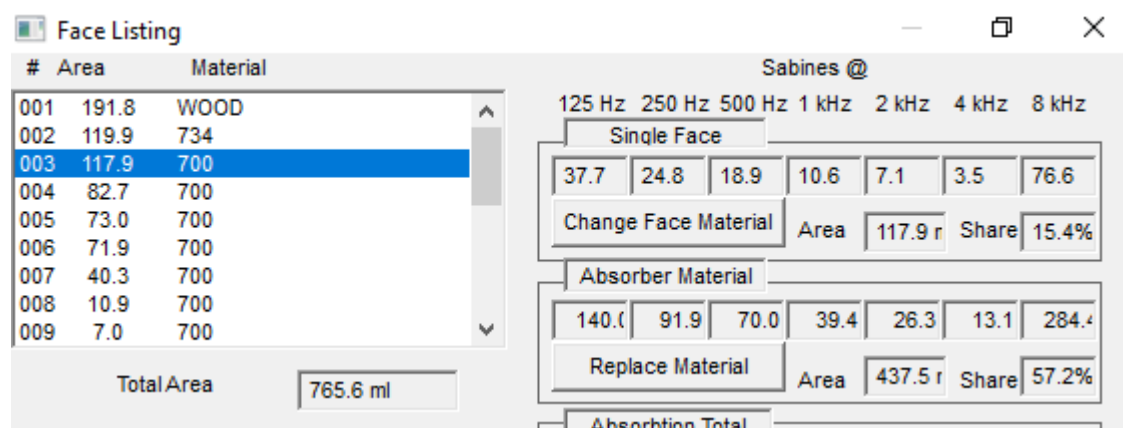 Face Listing
# Area Material
Sabines @
125 Hz 250 Hz 500 Hz 1 kHz 2 kHz 4 kHz 8 kHz
001 191.8 WOOD
002 119.9 734
003 117.9 700
004 82.7 700
005 73.0 700
006 71.9 700
007 40.3 700
008 10.9 700
009 7.0 700
Total Area 765.6 ml
Single Face
37.7 24.8 18.9 10.6 7.1 3.5 76.6
Change Face Material Area 117.9 r Share 15.4%
Absorber Material
140.( 91.9 70.0 39.4 26.3 13.1 284.4
Replace Material Area 437.5 r Share 57.2%
Absorbtion Total